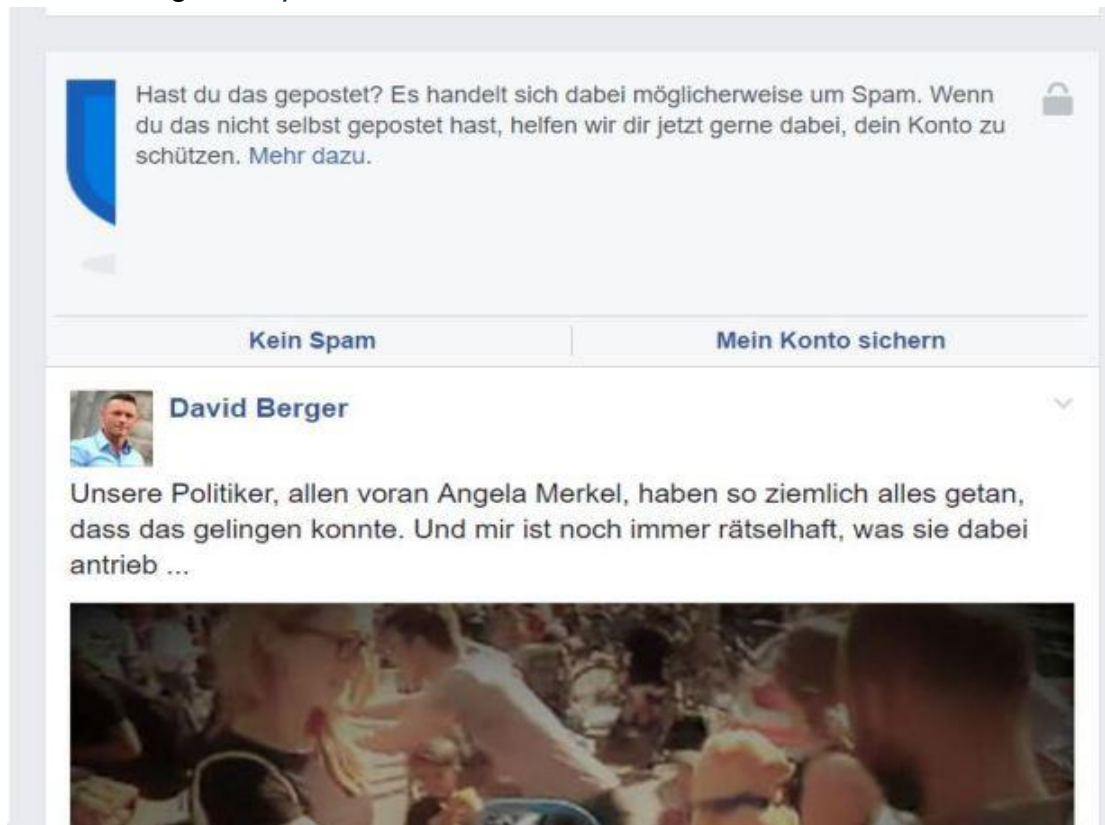 Hast du das gepostet? Es handelt sich dabei möglicherweise um Spam. Wenn
du das nicht selbst gepostet hast, helfen wir dir jetzt gerne dabei, dein Konto zu
schützen. Mehr dazu.
Kein Spam
Mein Konto sichern
David Berger
Unsere Politiker, allen voran Angela Merkel, haben so ziemlich alles getan,
dass das gelingen konnte. Und mir ist noch immer rätselhaft, was sie dabei
antrieb ...